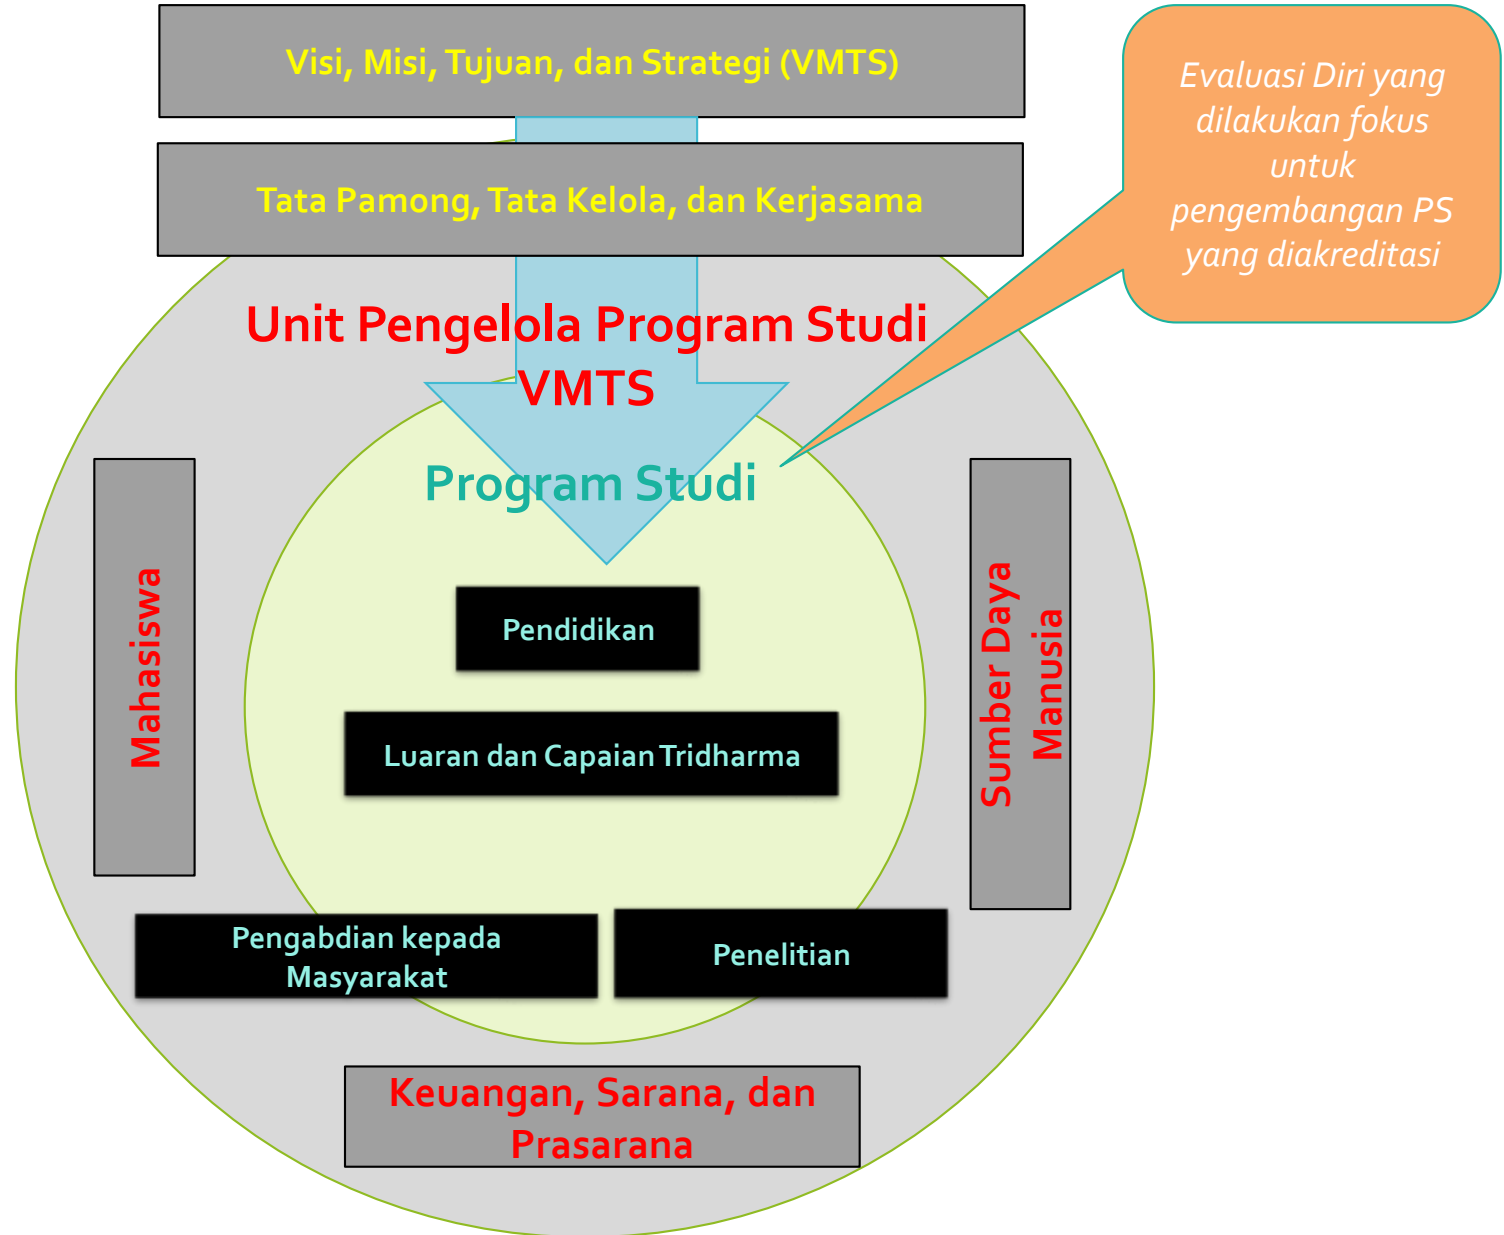 Visi, Misi, Tujuan, dan Strategi (VMTS)
Tata Pamong, Tata Kelola, dan Kerjasama
Evaluasi Diri yang
dilakukan fokus
untuk
pengembangan PS
yang diakreditasi
Unit Pengelola Program Studi
VMTS
Program Studi
Mahasiswa
Pendidikan
Luaran dan Capaian Tridharma
Sumber Daya
Manusia
Pengabdian kepada
Masyarakat
Penelitian
Keuangan, Sarana, dan
Prasarana